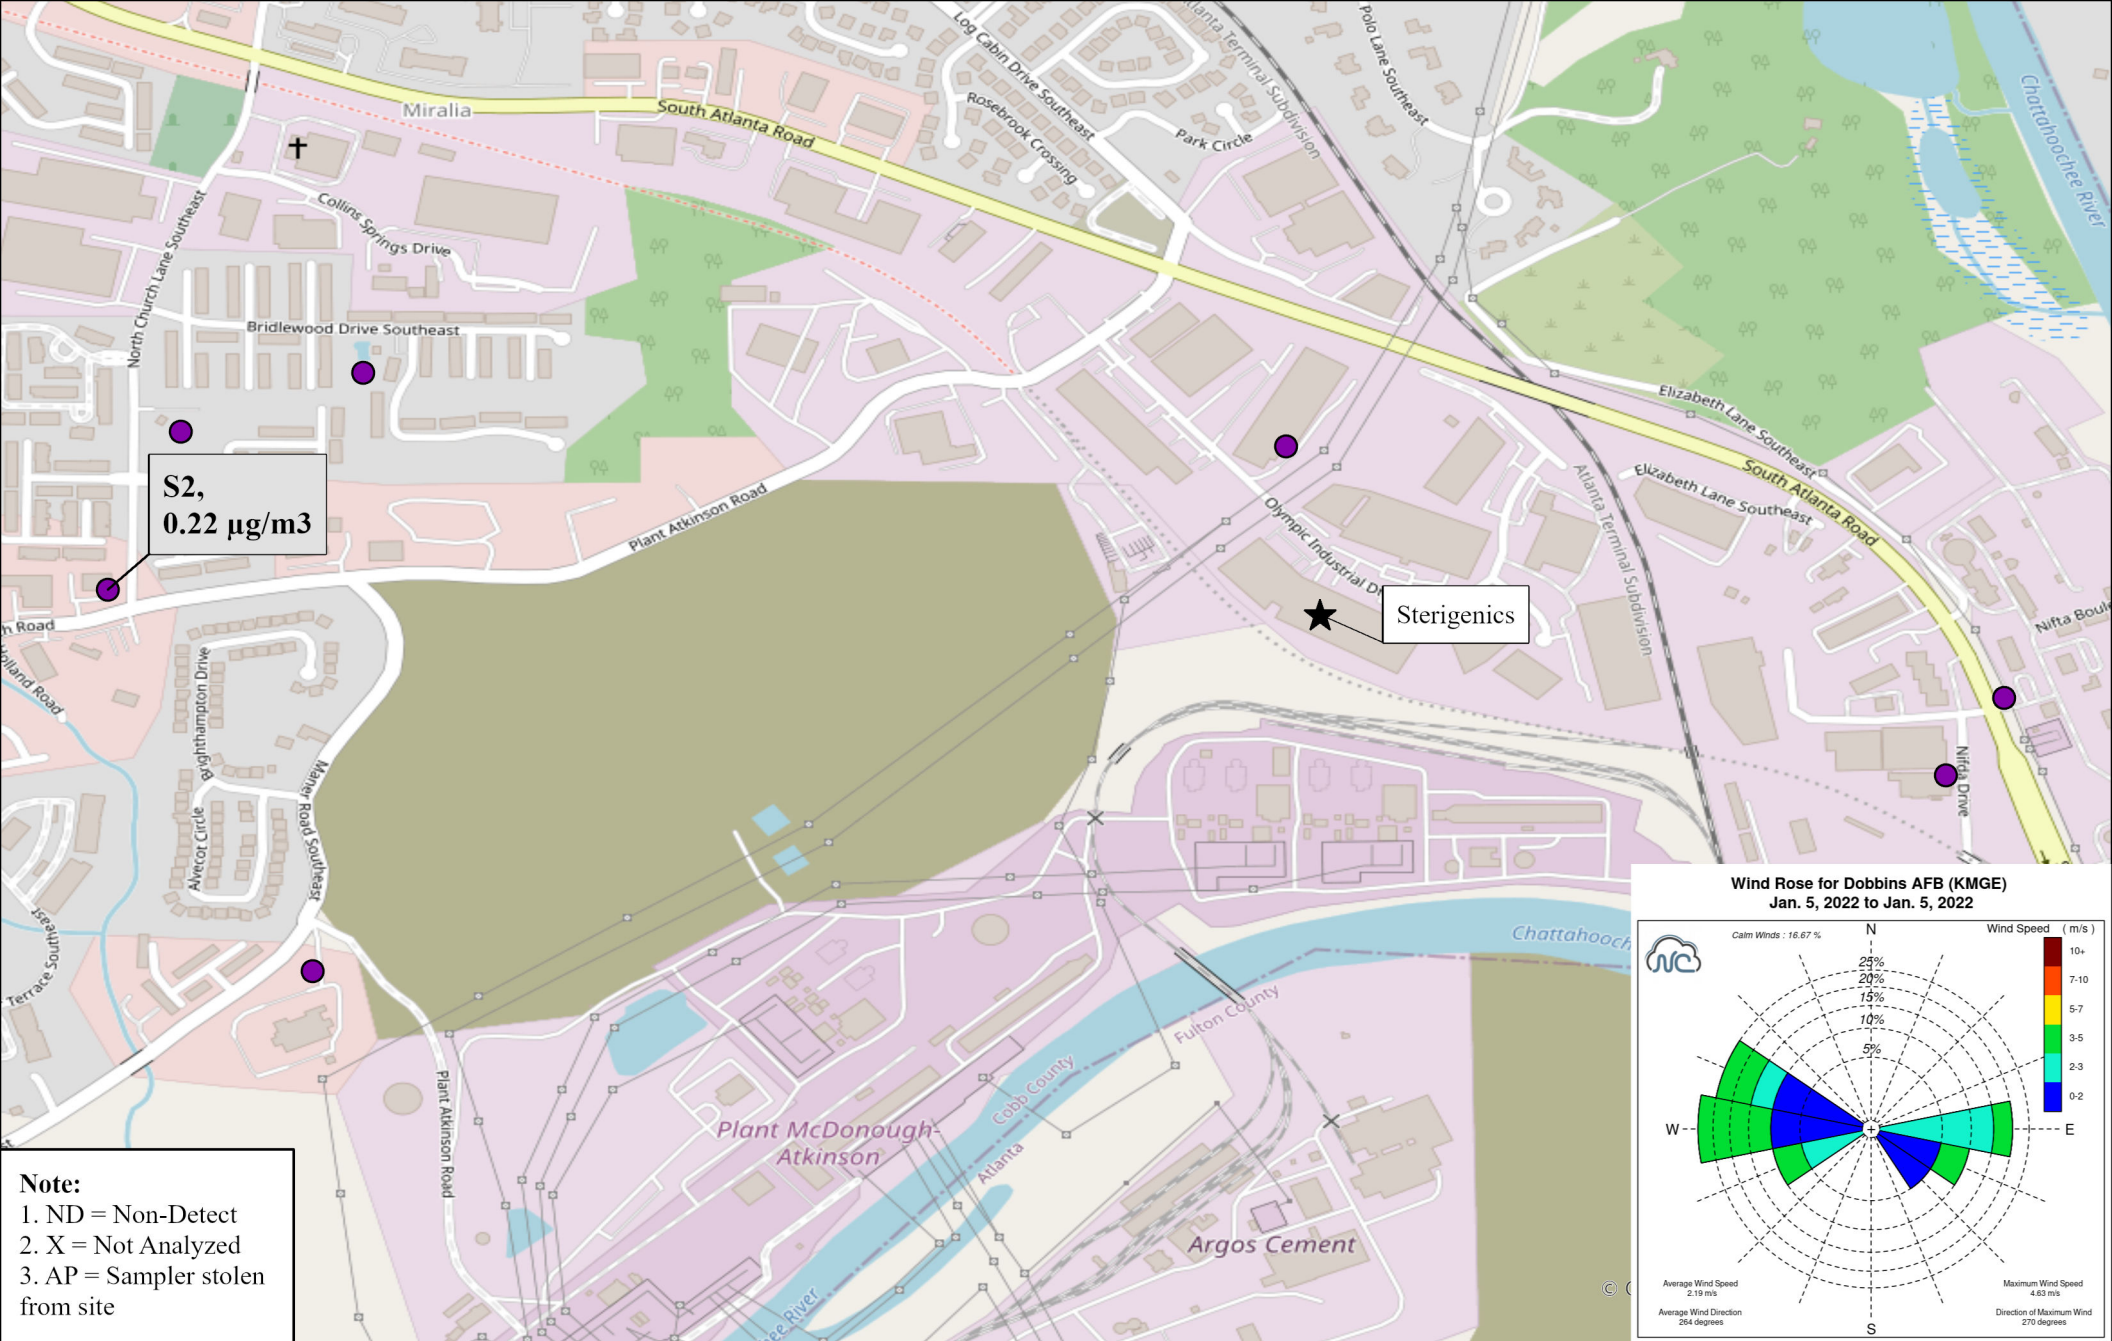 Log Cabin Drive Southeast
Atlanta Terminal Subdivision
Polo Lane Southeast
Chattahoochee River
Miralia
South Atlanta Road
Rosebrook Crossing
Park Circle
Collins Springs Drive
North Church Lane Southeast
Bridlewood Drive Southeast
Elizabeth Lane Southeast
Elizabeth Lane Southeast
South Atlanta Road
S2,
0.22 µg/m3
Plant Atkinson Road
Olympic Industrial Dr
Atlanta Terminal Subdivision
Sterigenics
h Road
Holland Road
Nifta Boule
Brighthampton Drive
Maner Road Southeast
Alvecot Circle
Nifda Drive
Terrace Southeast
Chattahooch
Fulton County
Cobb County
Atlanta
Plant Atkinson Road
Plant McDonough-
Atkinson
Argos Cement
ee River
©
Note:
1. ND = Non-Detect
2. X = Not Analyzed
3. AP = Sampler stolen
from site
Wind Rose for Dobbins AFB (KMGE)
Jan. 5, 2022 to Jan. 5, 2022
Calm Winds : 16.67 %
N
Wind Speed ( m/s )
NC
10+
7-10
5-7
3-5
2-3
0-2
25%
20%
15%
10%
5%
W
E
S
Average Wind Speed
2.19 m/s
Average Wind Direction
264 degrees
Maximum Wind Speed
4.63 m/s
Direction of Maximum Wind
270 degrees